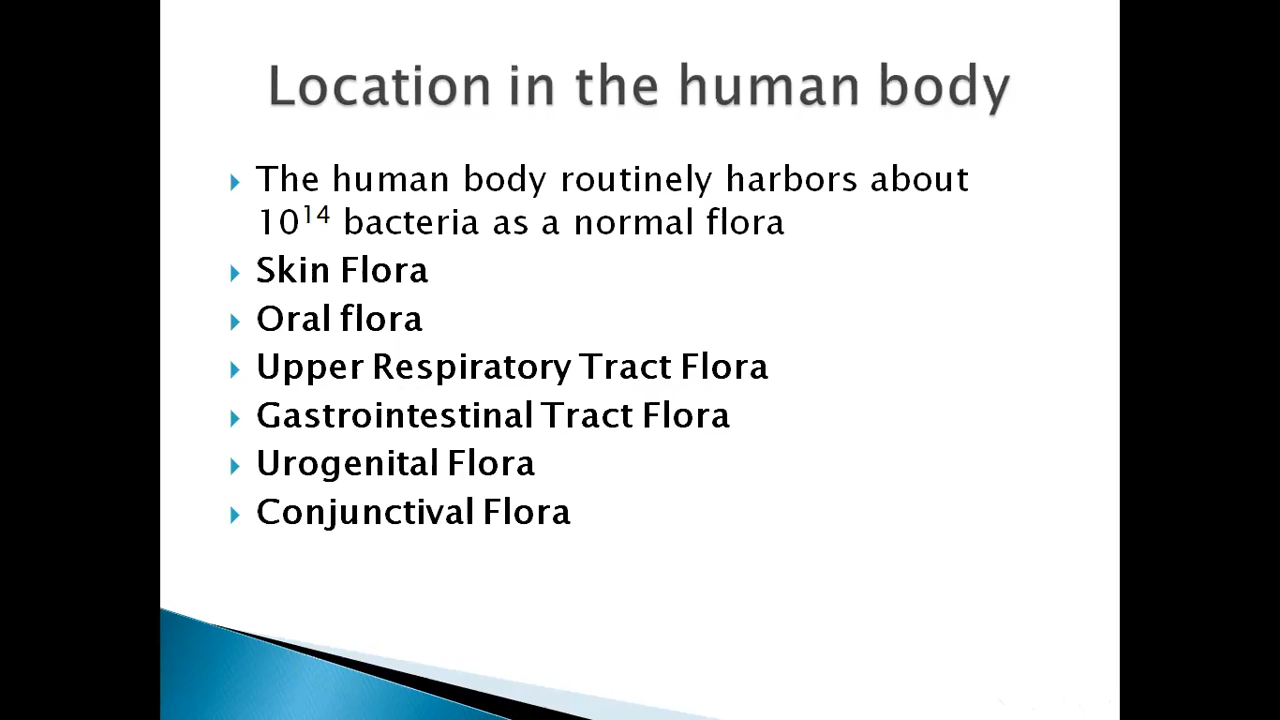 Location in the human body
The human body routinely harbors about
10¹⁴ bacteria as a normal flora
Skin Flora
Oral flora
Upper Respiratory Tract Flora
Gastrointestinal Tract Flora
Urogenital Flora
Conjunctival Flora